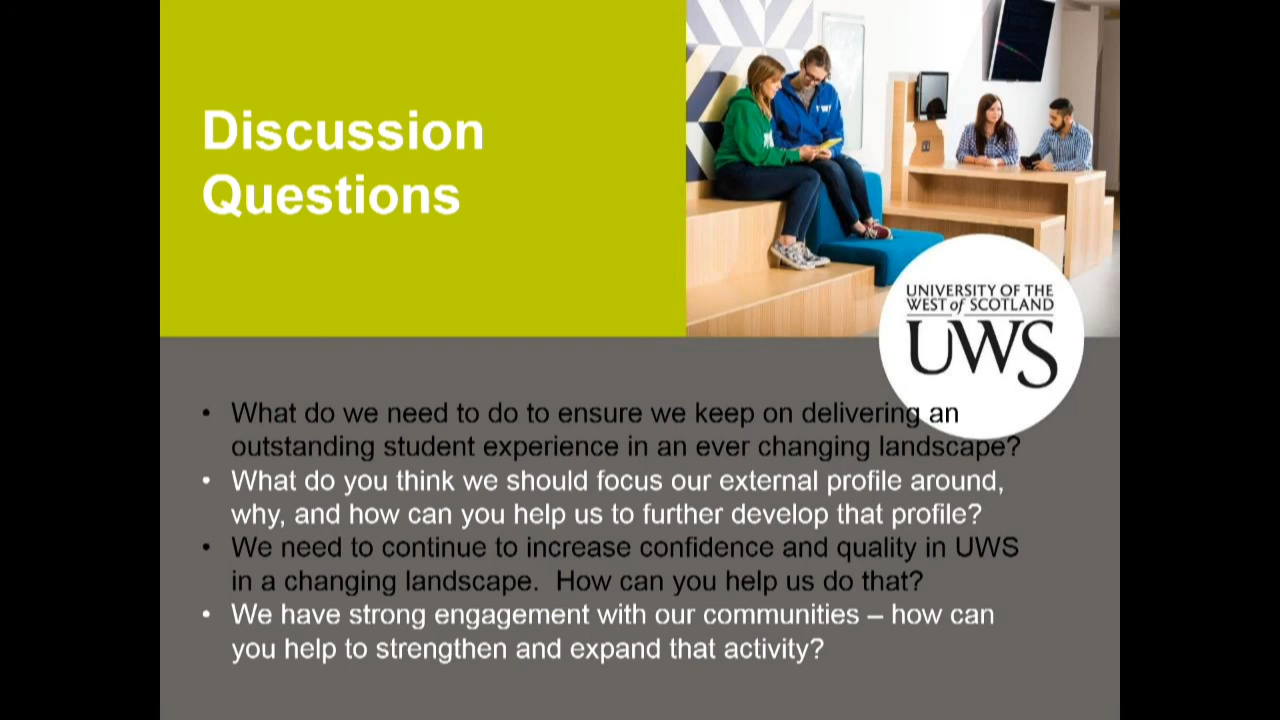 Discussion
Questions
UNIVERSITY OF THE
WEST of SCOTLAND
UWS
• What do we need to do to ensure we keep on delivering an
outstanding student experience in an ever changing landscape?
• What do you think we should focus our external profile around,
why, and how can you help us to further develop that profile?
• We need to continue to increase confidence and quality in UWS
in a changing landscape.  How can you help us do that?
• We have strong engagement with our communities – how can
you help to strengthen and expand that activity?